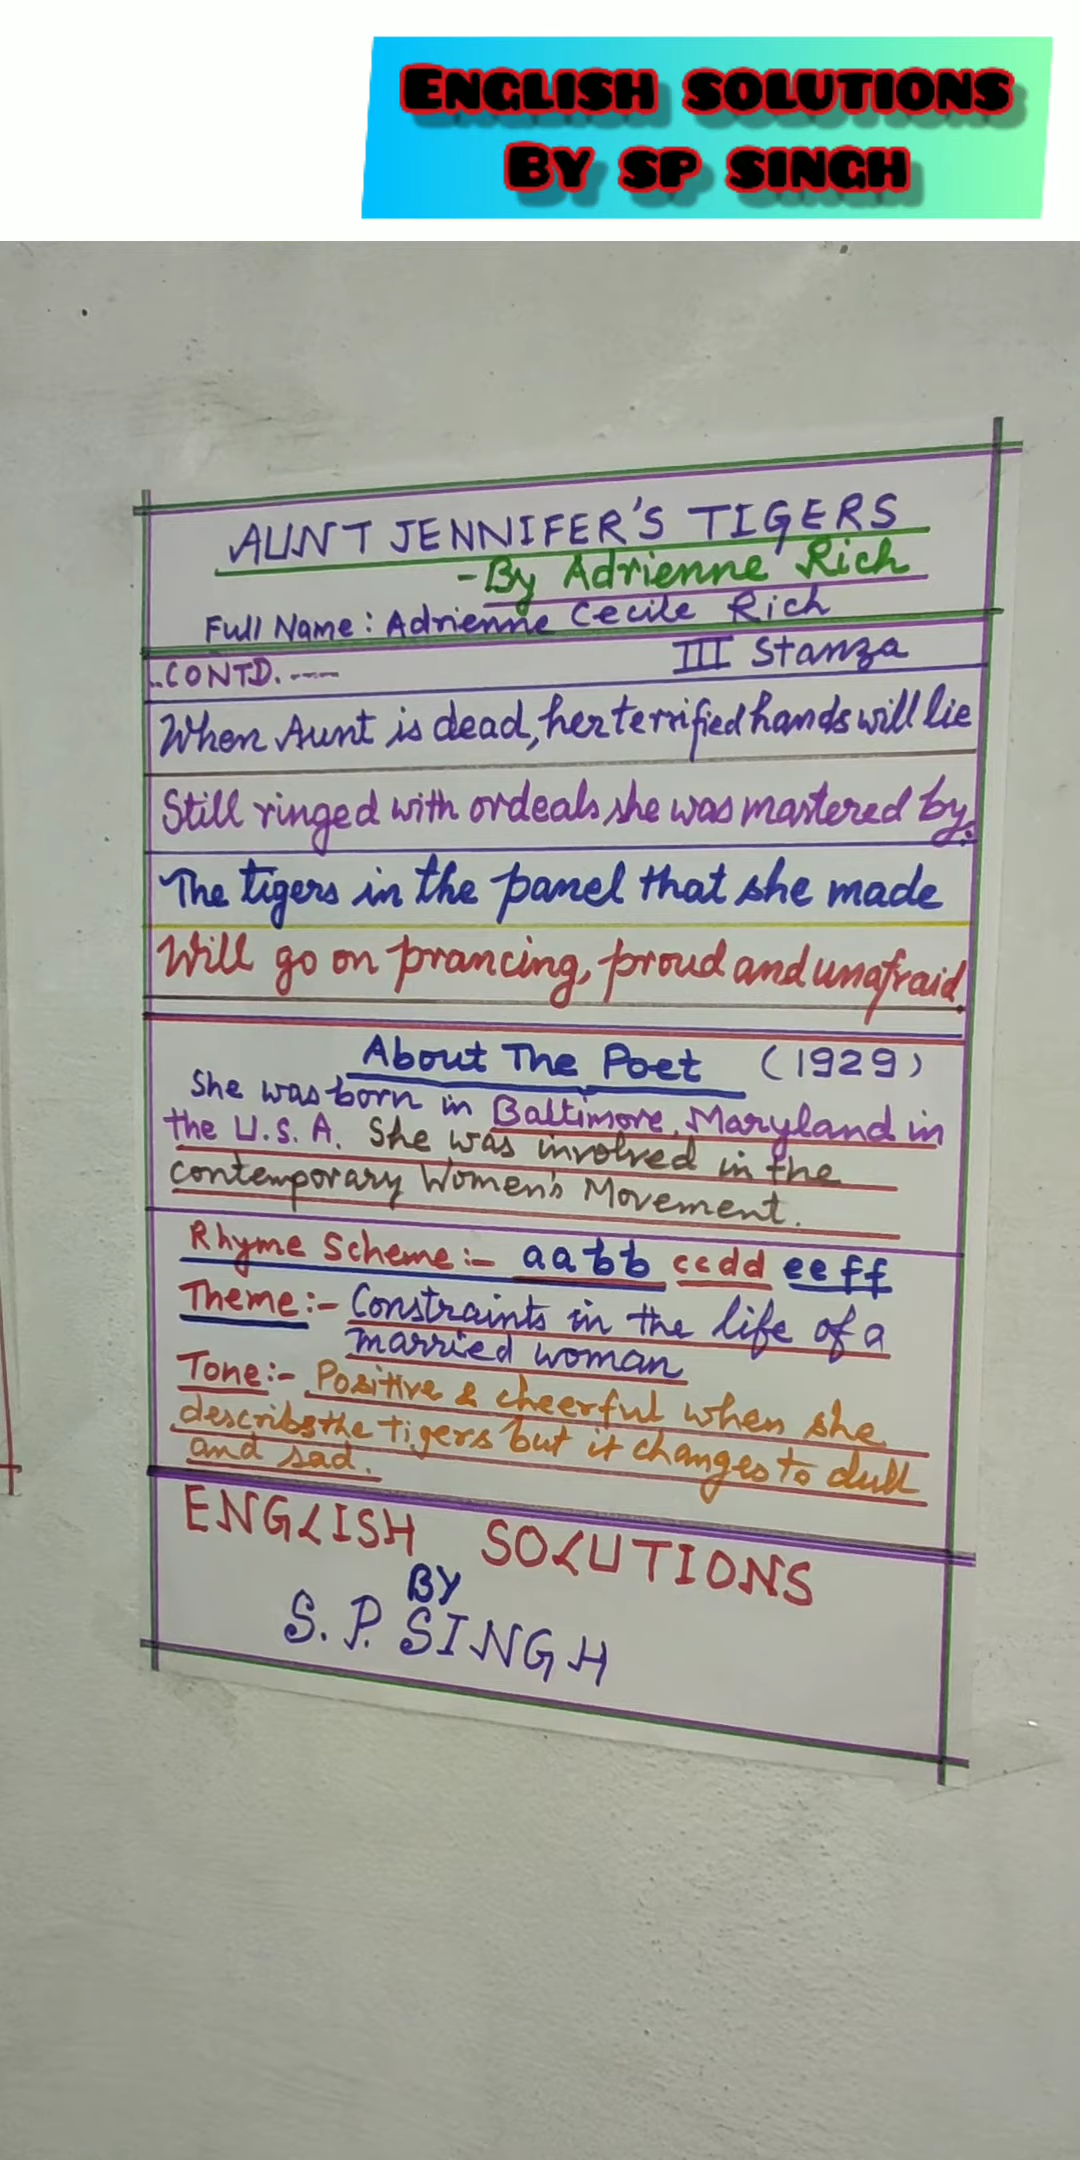 ENGLISH SOLUTIONS
BY SP SINGH
AUNT JENNIFER'S TIGERS
-By Adrienne Rich
Full Name: Adrienne Cecile Rich
..CONTD.---- III Stanza
When Aunt is dead, her terrified hands will lie
Still ringed with ordeals she was mastered by.
The tigers in the panel that she made
Will go on prancing, proud and unafraid.
About The Poet (1929)
She was born in Baltimore, Maryland in
the U.S.A. She was involved in the
contemporary Women's Movement.
Rhyme Scheme:- aabb ccdd eeff
Theme:- Constraints in the life of a
married woman
Tone:- Positive & cheerful when she
describs the tigers but it changes to dull
and sad.
ENGLISH SOLUTIONS
BY
S.P. SINGH